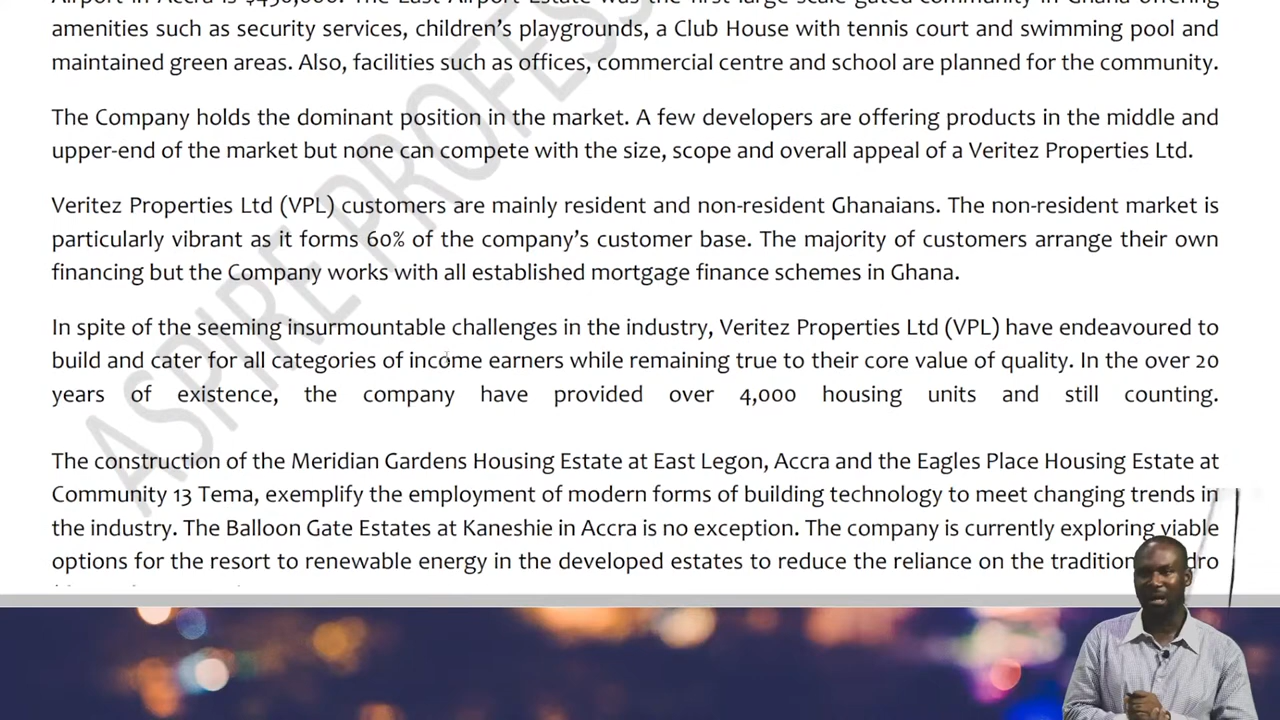 amenities such as security services, children's playgrounds, a Club House with tennis court and swimming pool and
maintained green areas. Also, facilities such as offices, commercial centre and school are planned for the community.
The Company holds the dominant position in the market. A few developers are offering products in the middle and
upper-end of the market but none can compete with the size, scope and overall appeal of a Veritez Properties Ltd.
Veritez Properties Ltd (VPL) customers are mainly resident and non-resident Ghanaians. The non-resident market is
particularly vibrant as it forms 60% of the company's customer base. The majority of customers arrange their own
financing but the Company works with all established mortgage finance schemes in Ghana.
In spite of the seeming insurmountable challenges in the industry, Veritez Properties Ltd (VPL) have endeavoured to
build and cater for all categories of income earners while remaining true to their core value of quality. In the over 20
years of existence, the company have provided over 4,000 housing units and still counting.
The construction of the Meridian Gardens Housing Estate at East Legon, Accra and the Eagles Place Housing Estate at
Community 13 Tema, exemplify the employment of modern forms of building technology to meet changing trends in
the industry. The Balloon Gate Estates at Kaneshie in Accra is no exception. The company is currently exploring viable
options for the resort to renewable energy in the developed estates to reduce the reliance on the
ASPIRE PROFESS